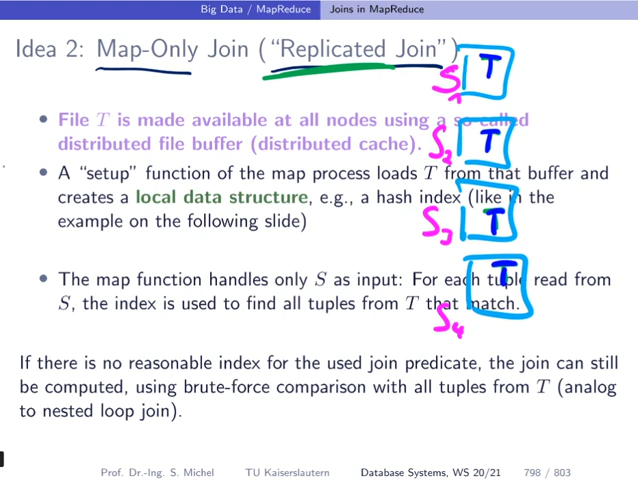 Big Data / MapReduce Joins in MapReduce
Idea 2: Map-Only Join (“Replicated Join”)
• File T is made available at all nodes using a so-called
distributed file buffer (distributed cache).
• A “setup” function of the map process loads T from that buffer and
creates a local data structure, e.g., a hash index (like in the
example on the following slide)
• The map function handles only S as input: For each tuple read from
S, the index is used to find all tuples from T that match.
If there is no reasonable index for the used join predicate, the join can still
be computed, using brute-force comparison with all tuples from T (analog
to nested loop join).
S1 T
S2 T
S3 T
S4 T
Prof. Dr.-Ing. S. Michel TU Kaiserslautern Database Systems, WS 20/21 798 / 803